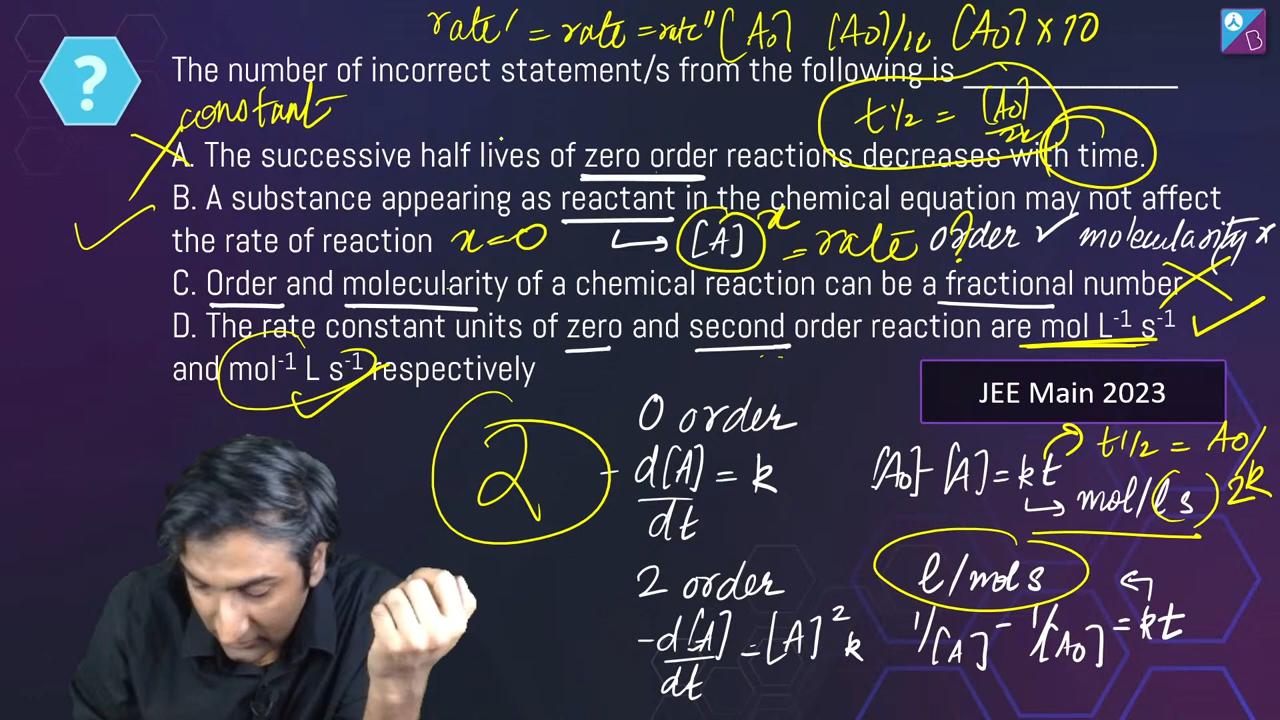 rate' = rate = rate" [A₀] [A₀]/10 [A₀] × 10
?
The number of incorrect statement/s from the following is ____________
constant
t½ = [A₀]
A. The successive half lives of zero order reactions decreases with time.
B. A substance appearing as reactant in the chemical equation may not affect
the rate of reaction x=0 → [A]ˣ = rate order ✓ molecularity x
?
C. Order and molecularity of a chemical reaction can be a fractional number
D. The rate constant units of zero and second order reaction are mol L⁻¹ s⁻¹
and mol⁻¹ L s⁻¹ respectively
JEE Main 2023
2
0 order
-d[A]/dt = k
[A₀]-[A]=kt
t½ = A₀/2k
mol/ls
2 order
-d[A]/dt = [A]²k
l/mol s
1/[A] - 1/[A₀] = kt
B